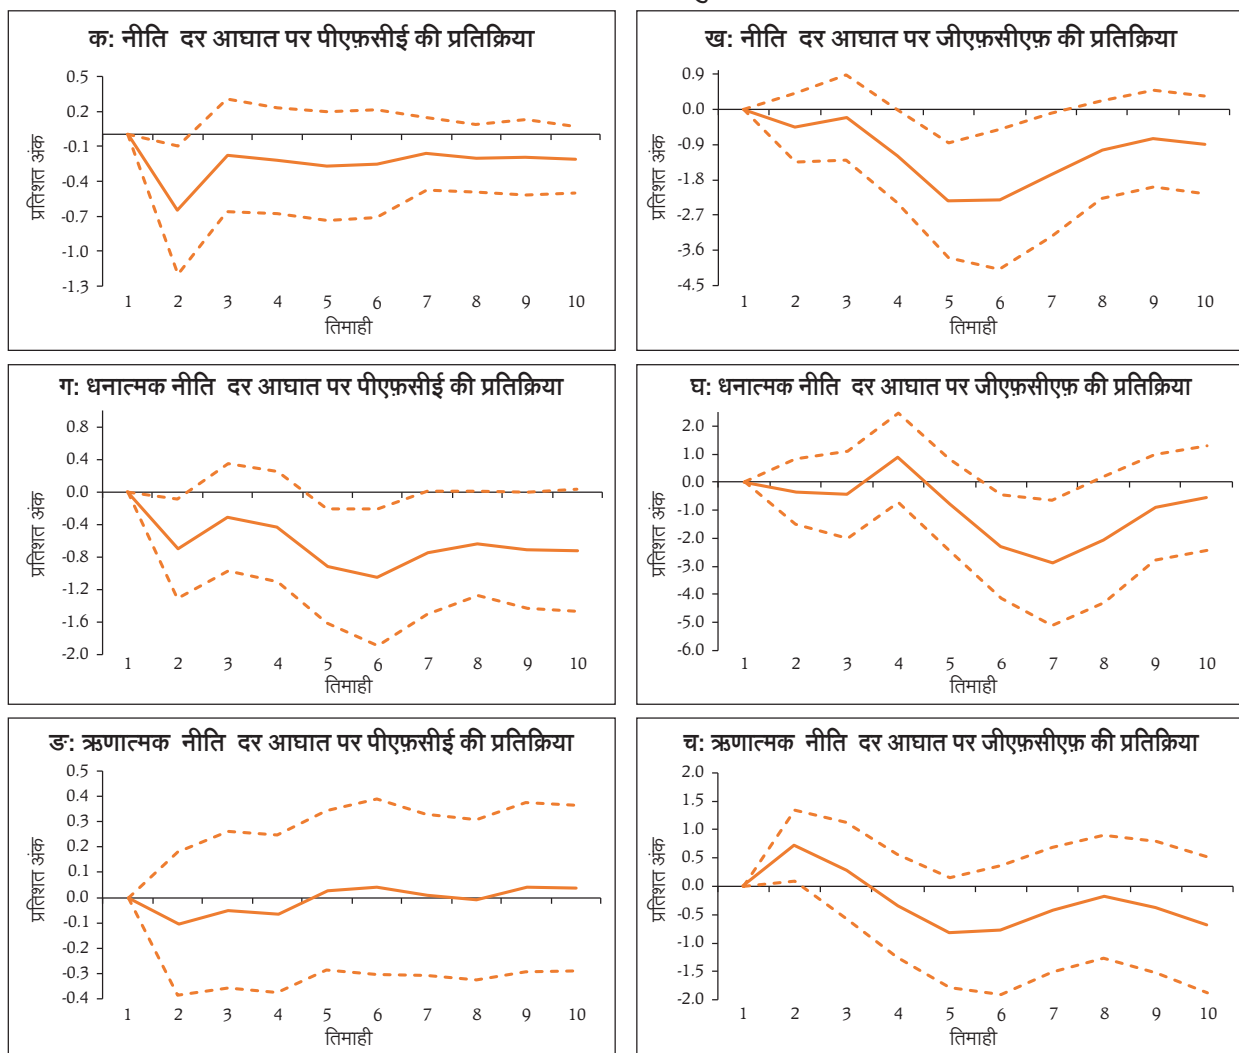 क: नीति दर आघात पर पीएफ़सीई की प्रतिक्रिया
प्रतिशत अंक
0.5
0.2
-0.1
-0.4
-0.7
-1.0
-1.3
1 2 3 4 5 6 7 8 9 10
तिमाही
ख: नीति दर आघात पर जीएफ़सीएफ़ की प्रतिक्रिया
प्रतिशत अंक
0.9
0.0
-0.9
-1.8
-2.7
-3.6
-4.5
1 2 3 4 5 6 7 8 9 10
तिमाही
ग: धनात्मक नीति दर आघात पर पीएफ़सीई की प्रतिक्रिया
प्रतिशत अंक
0.8
0.4
0.0
-0.4
-0.8
-1.2
-1.6
-2.0
1 2 3 4 5 6 7 8 9 10
तिमाही
घ: धनात्मक नीति दर आघात पर जीएफ़सीएफ़ की प्रतिक्रिया
प्रतिशत अंक
2.0
1.0
0.0
-1.0
-2.0
-3.0
-4.0
-5.0
-6.0
1 2 3 4 5 6 7 8 9 10
तिमाही
ङ: ऋणात्मक नीति दर आघात पर पीएफ़सीई की प्रतिक्रिया
प्रतिशत अंक
0.5
0.4
0.3
0.2
0.1
0.0
-0.1
-0.2
-0.3
-0.4
1 2 3 4 5 6 7 8 9 10
तिमाही
च: ऋणात्मक नीति दर आघात पर जीएफ़सीएफ़ की प्रतिक्रिया
प्रतिशत अंक
2.0
1.5
1.0
0.5
0.0
-0.5
-1.0
-1.5
-2.0
1 2 3 4 5 6 7 8 9 10
तिमाही